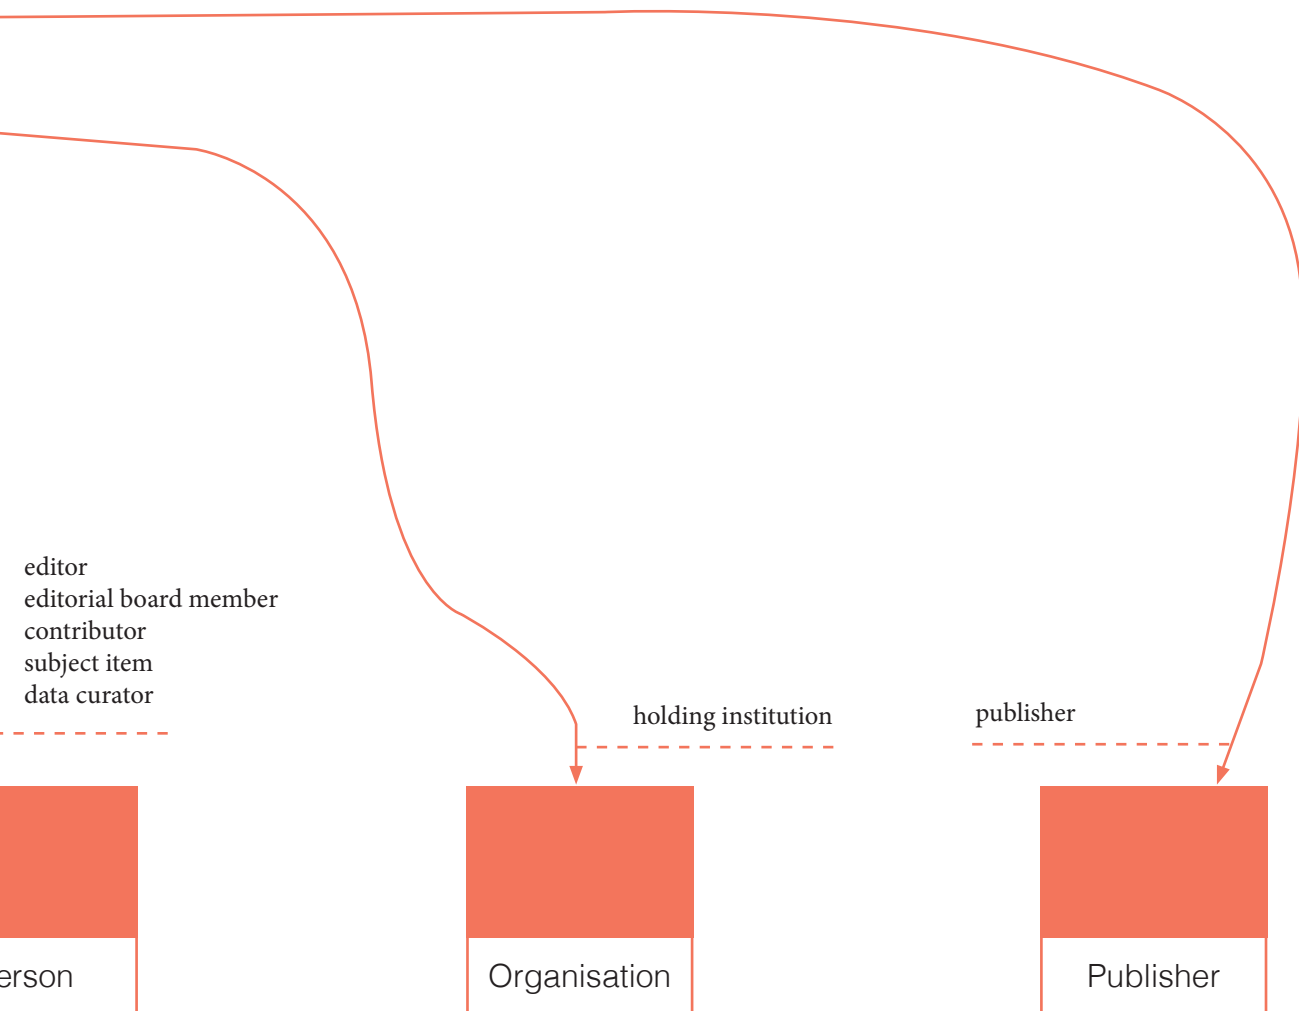 editor
editorial board member
contributor
subject item
data curator
holding institution
publisher
erson
Organisation
Publisher